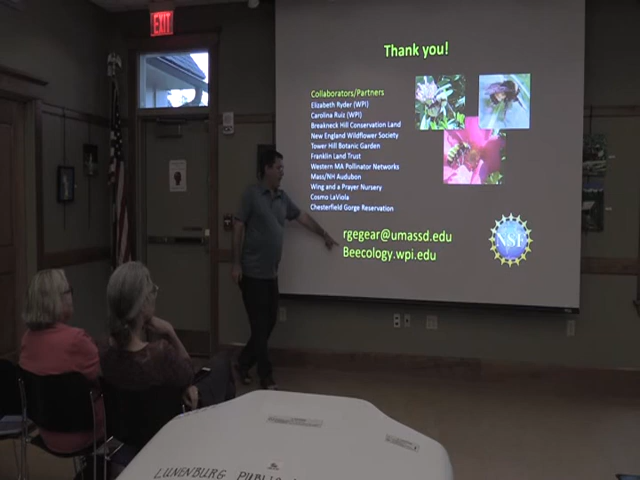 EXIT
Thank you!
Collaborators/Partners
Elizabeth Ryder (WPI)
Carolina Ruiz (WPI)
Breakneck Hill Conservation Land
New England Wildflower Society
Tower Hill Botanic Garden
Franklin Land Trust
Western MA Pollinator Networks
Mass/NH Audubon
Wing and a Prayer Nursery
Cosmo LaViola
Chesterfield Gorge Reservation
rgegear@umassd.edu
Beecology.wpi.edu
NSF
LUNENBURG PUBLIC